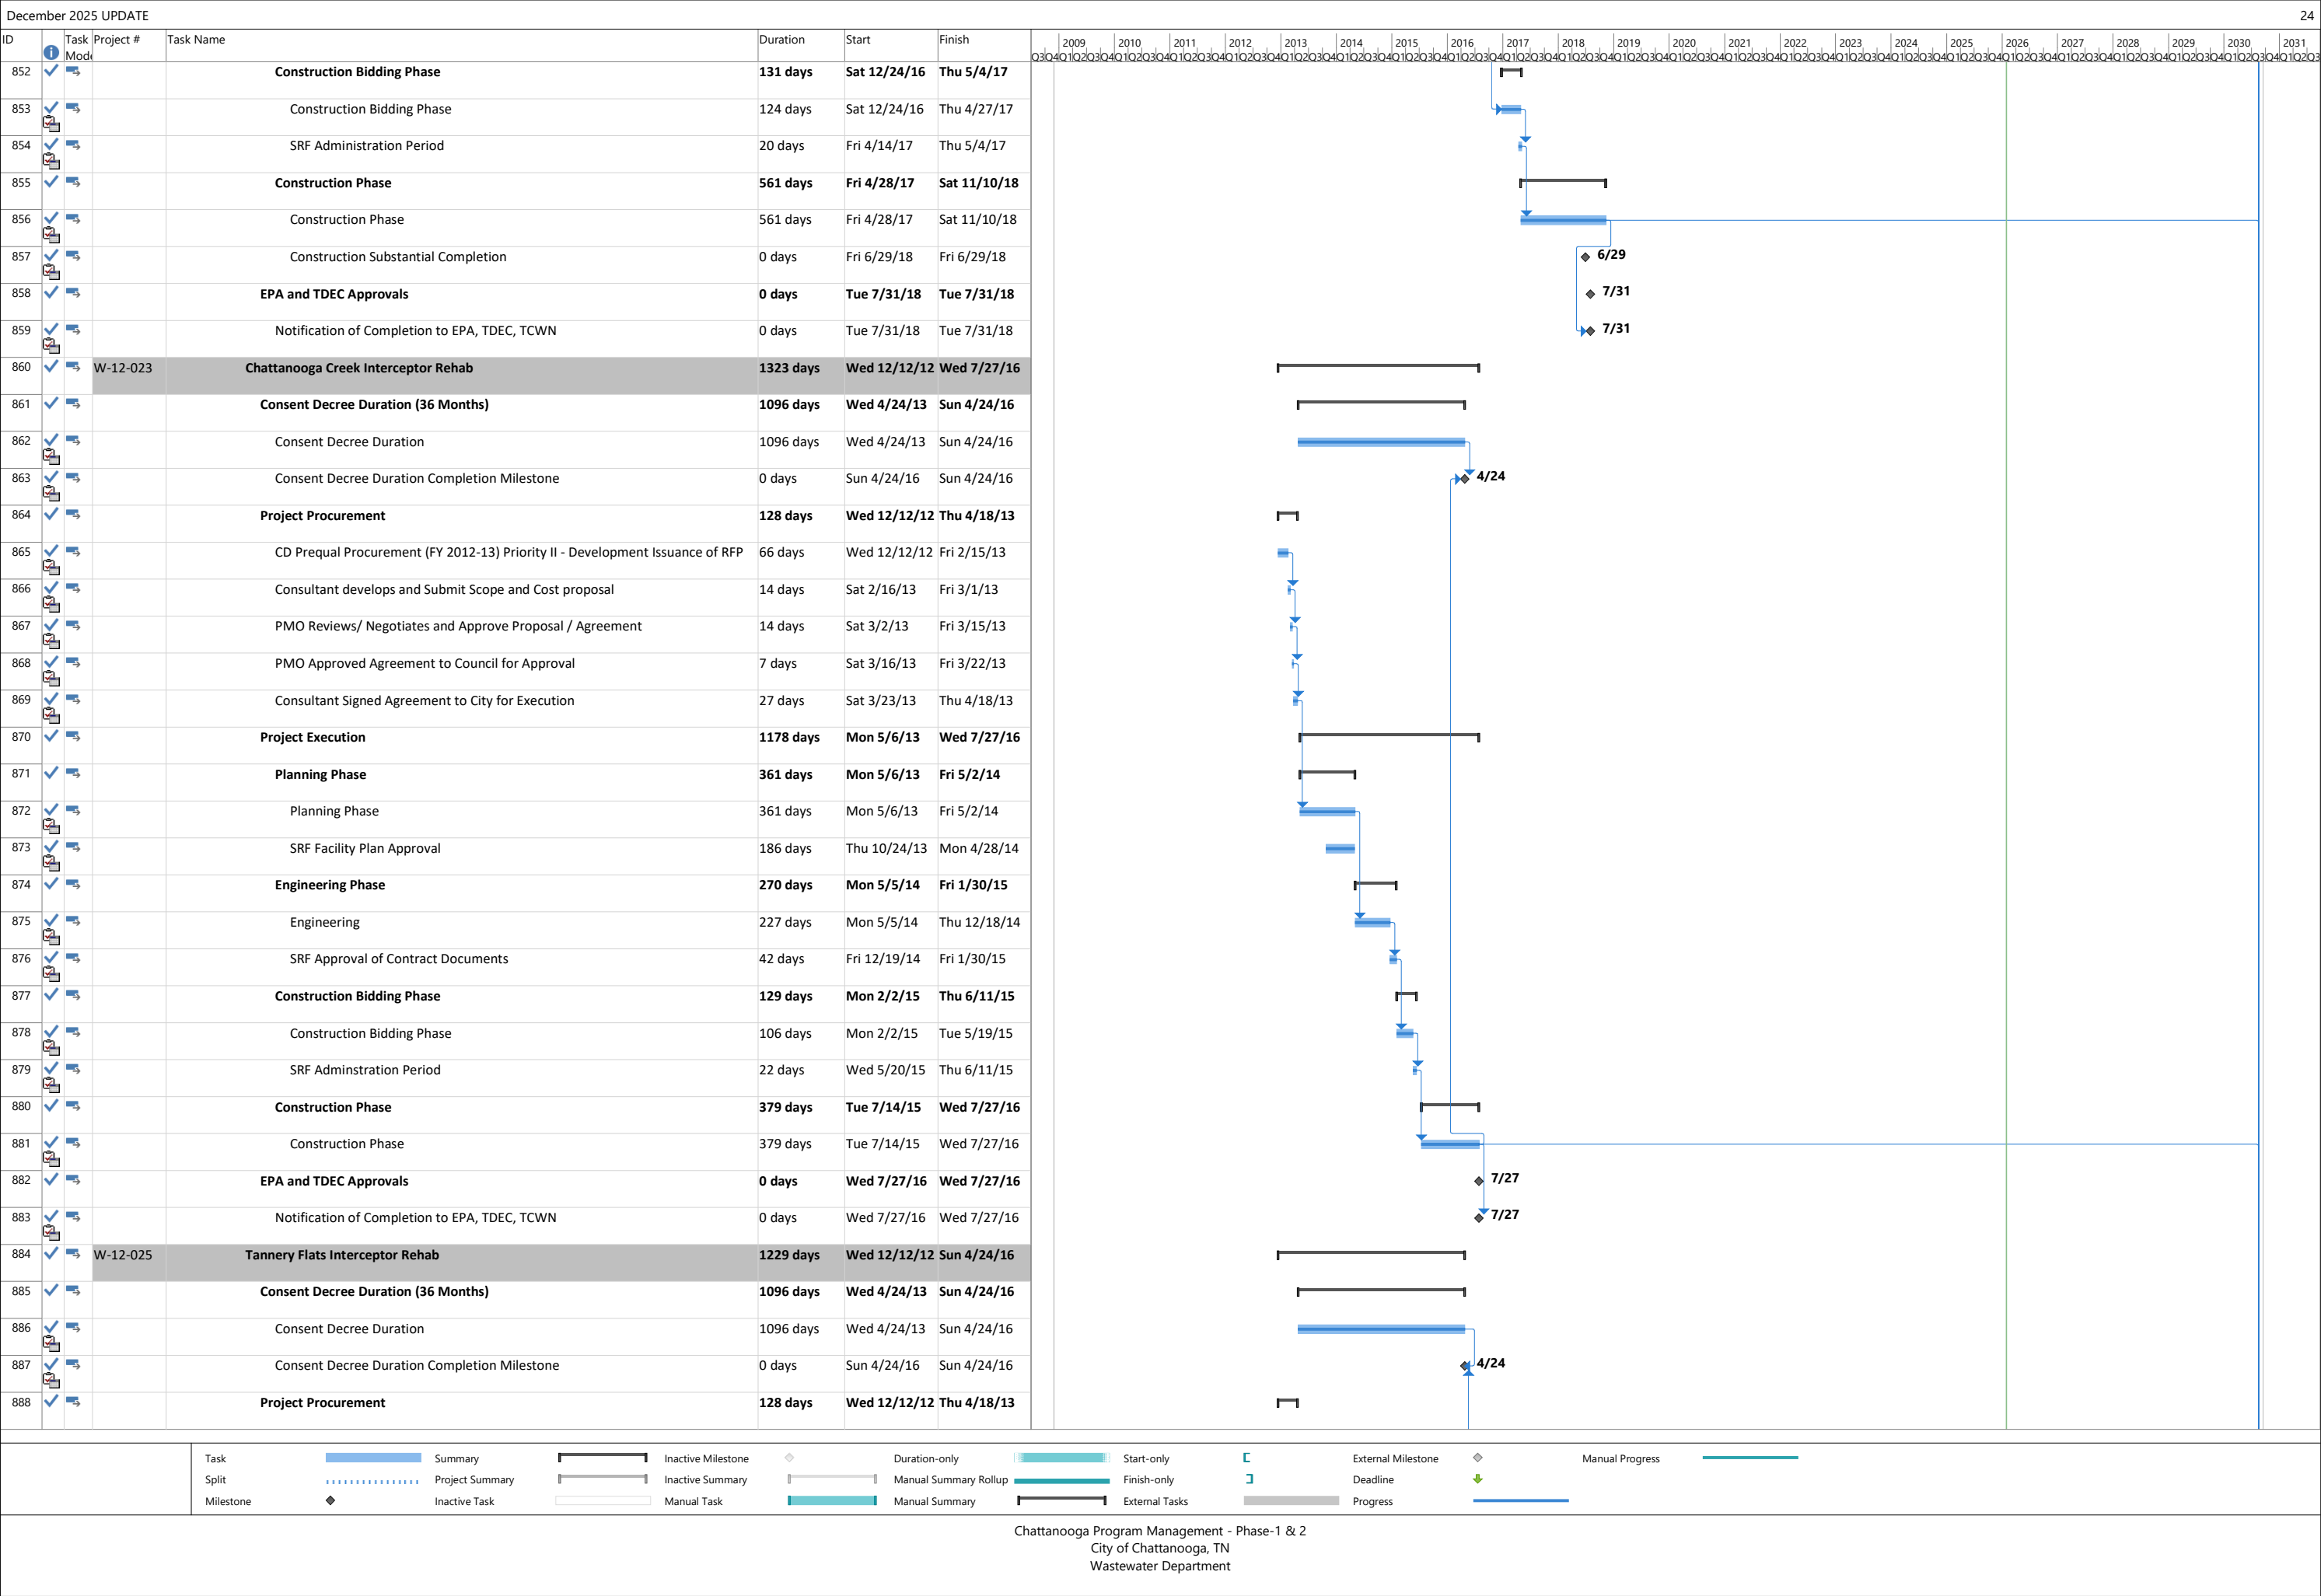 December 2025 UPDATE 24
ID Task Mode Project # Task Name Duration Start Finish 2009 2010 2011 2012 2013 2014 2015 2016 2017 2018 2019 2020 2021 2022 2023 2024 2025 2026 2027 2028 2029 2030 2031
852 Construction Bidding Phase 131 days Sat 12/24/16 Thu 5/4/17
853 Construction Bidding Phase 124 days Sat 12/24/16 Thu 4/27/17
854 SRF Administration Period 20 days Fri 4/14/17 Thu 5/4/17
855 Construction Phase 561 days Fri 4/28/17 Sat 11/10/18
856 Construction Phase 561 days Fri 4/28/17 Sat 11/10/18
857 Construction Substantial Completion 0 days Fri 6/29/18 Fri 6/29/18 6/29
858 EPA and TDEC Approvals 0 days Tue 7/31/18 Tue 7/31/18 7/31
859 Notification of Completion to EPA, TDEC, TCWN 0 days Tue 7/31/18 Tue 7/31/18 7/31
860 W-12-023 Chattanooga Creek Interceptor Rehab 1323 days Wed 12/12/12 Wed 7/27/16
861 Consent Decree Duration (36 Months) 1096 days Wed 4/24/13 Sun 4/24/16
862 Consent Decree Duration 1096 days Wed 4/24/13 Sun 4/24/16
863 Consent Decree Duration Completion Milestone 0 days Sun 4/24/16 Sun 4/24/16 4/24
864 Project Procurement 128 days Wed 12/12/12 Thu 4/18/13
865 CD Prequal Procurement (FY 2012-13) Priority II - Development Issuance of RFP 66 days Wed 12/12/12 Fri 2/15/13
866 Consultant develops and Submit Scope and Cost proposal 14 days Sat 2/16/13 Fri 3/1/13
867 PMO Reviews/ Negotiates and Approve Proposal / Agreement 14 days Sat 3/2/13 Fri 3/15/13
868 PMO Approved Agreement to Council for Approval 7 days Sat 3/16/13 Fri 3/22/13
869 Consultant Signed Agreement to City for Execution 27 days Sat 3/23/13 Thu 4/18/13
870 Project Execution 1178 days Mon 5/6/13 Wed 7/27/16
871 Planning Phase 361 days Mon 5/6/13 Fri 5/2/14
872 Planning Phase 361 days Mon 5/6/13 Fri 5/2/14
873 SRF Facility Plan Approval 186 days Thu 10/24/13 Mon 4/28/14
874 Engineering Phase 270 days Mon 5/5/14 Fri 1/30/15
875 Engineering 227 days Mon 5/5/14 Thu 12/18/14
876 SRF Approval of Contract Documents 42 days Fri 12/19/14 Fri 1/30/15
877 Construction Bidding Phase 129 days Mon 2/2/15 Thu 6/11/15
878 Construction Bidding Phase 106 days Mon 2/2/15 Tue 5/19/15
879 SRF Adminstration Period 22 days Wed 5/20/15 Thu 6/11/15
880 Construction Phase 379 days Tue 7/14/15 Wed 7/27/16
881 Construction Phase 379 days Tue 7/14/15 Wed 7/27/16
882 EPA and TDEC Approvals 0 days Wed 7/27/16 Wed 7/27/16 7/27
883 Notification of Completion to EPA, TDEC, TCWN 0 days Wed 7/27/16 Wed 7/27/16 7/27
884 W-12-025 Tannery Flats Interceptor Rehab 1229 days Wed 12/12/12 Sun 4/24/16
885 Consent Decree Duration (36 Months) 1096 days Wed 4/24/13 Sun 4/24/16
886 Consent Decree Duration 1096 days Wed 4/24/13 Sun 4/24/16
887 Consent Decree Duration Completion Milestone 0 days Sun 4/24/16 Sun 4/24/16 4/24
888 Project Procurement 128 days Wed 12/12/12 Thu 4/18/13
Task Summary Inactive Milestone Duration-only Start-only External Milestone Manual Progress
Split Project Summary Inactive Summary Manual Summary Rollup Finish-only Deadline
Milestone Inactive Task Manual Task Manual Summary External Tasks Progress
Chattanooga Program Management - Phase-1 & 2
City of Chattanooga, TN
Wastewater Department